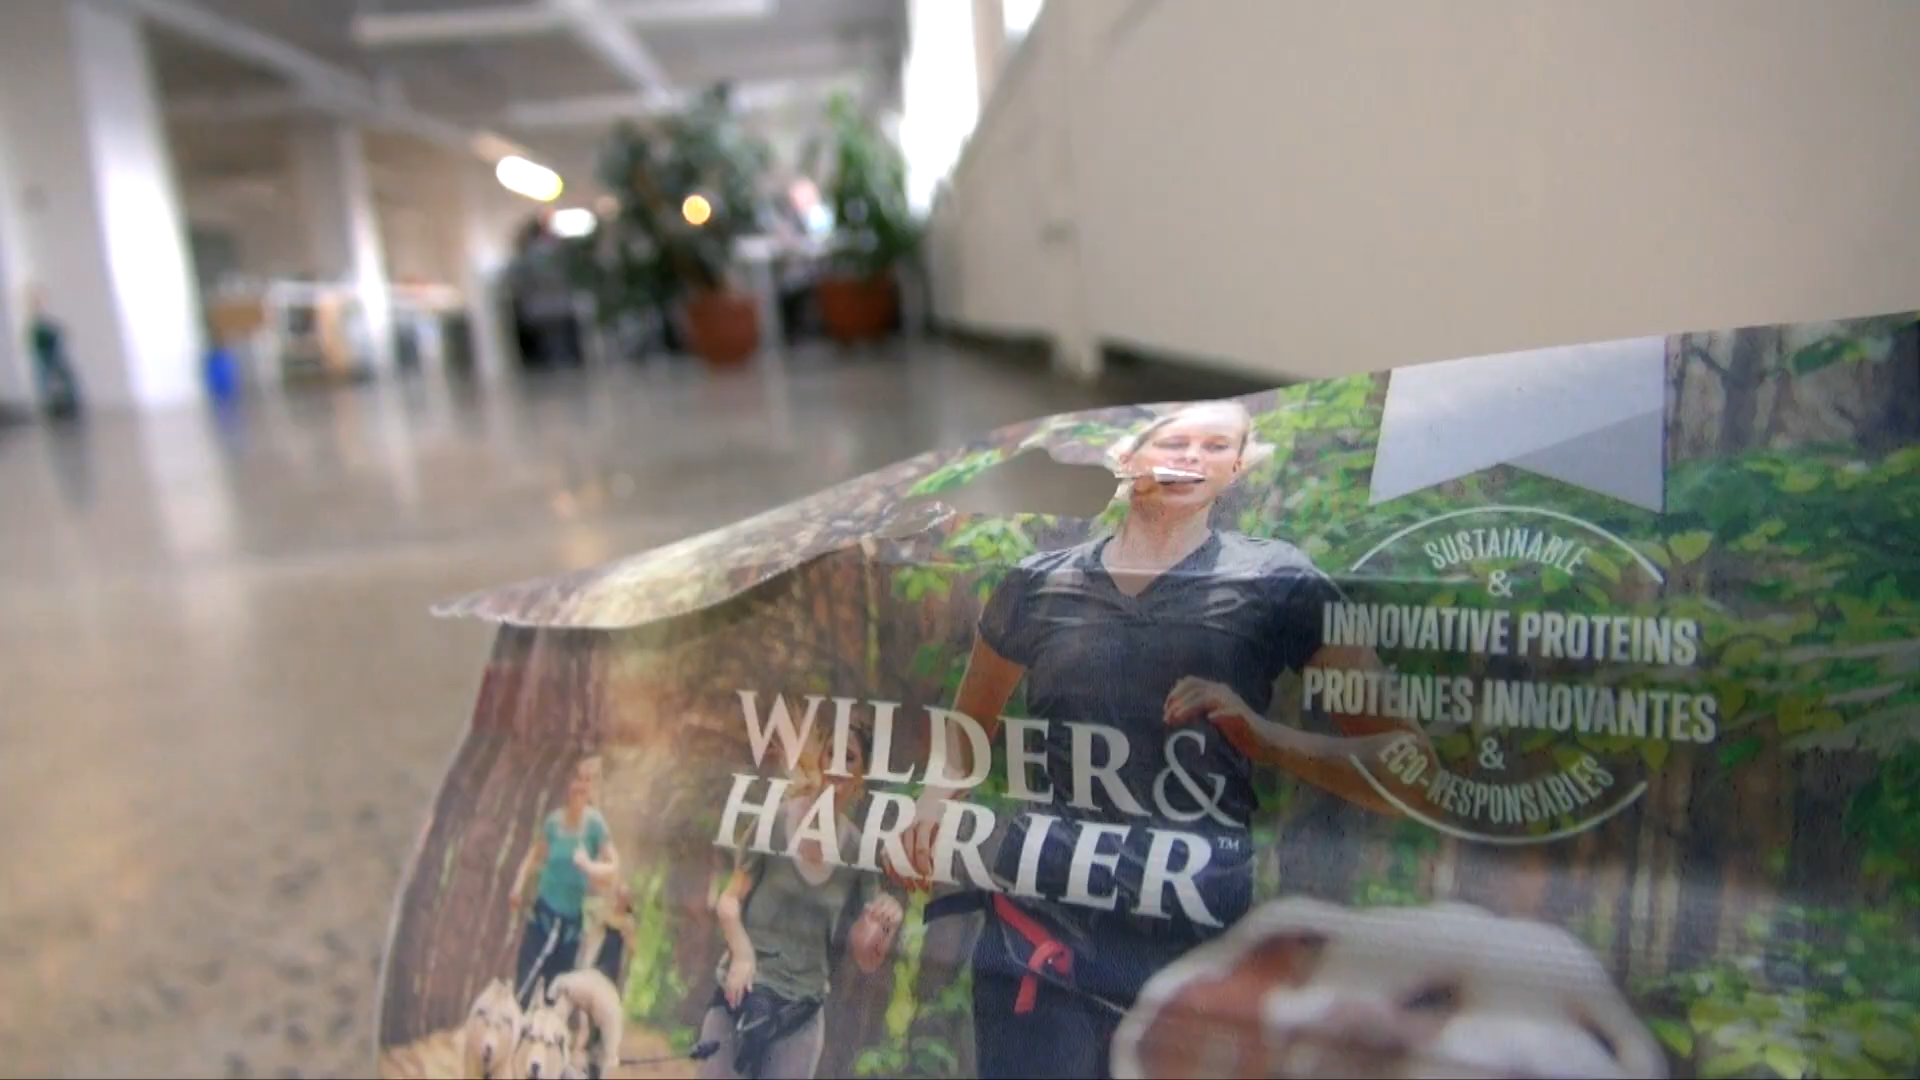 WILDER &
HARRIER™
SUSTAINABLE
&
INNOVATIVE PROTEINS
PROTÉINES INNOVANTES
&
ÉCO-RESPONSABLES